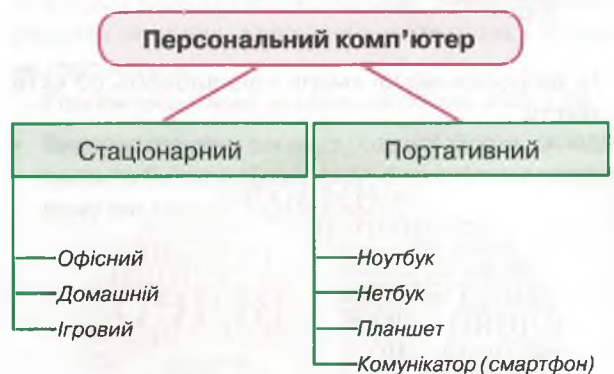 Персональний комп'ютер
Стаціонарний
Офісний
Домашній
Ігровий
Портативний
Ноутбук
Нетбук
Планшет
Комунікатор (смартфон)